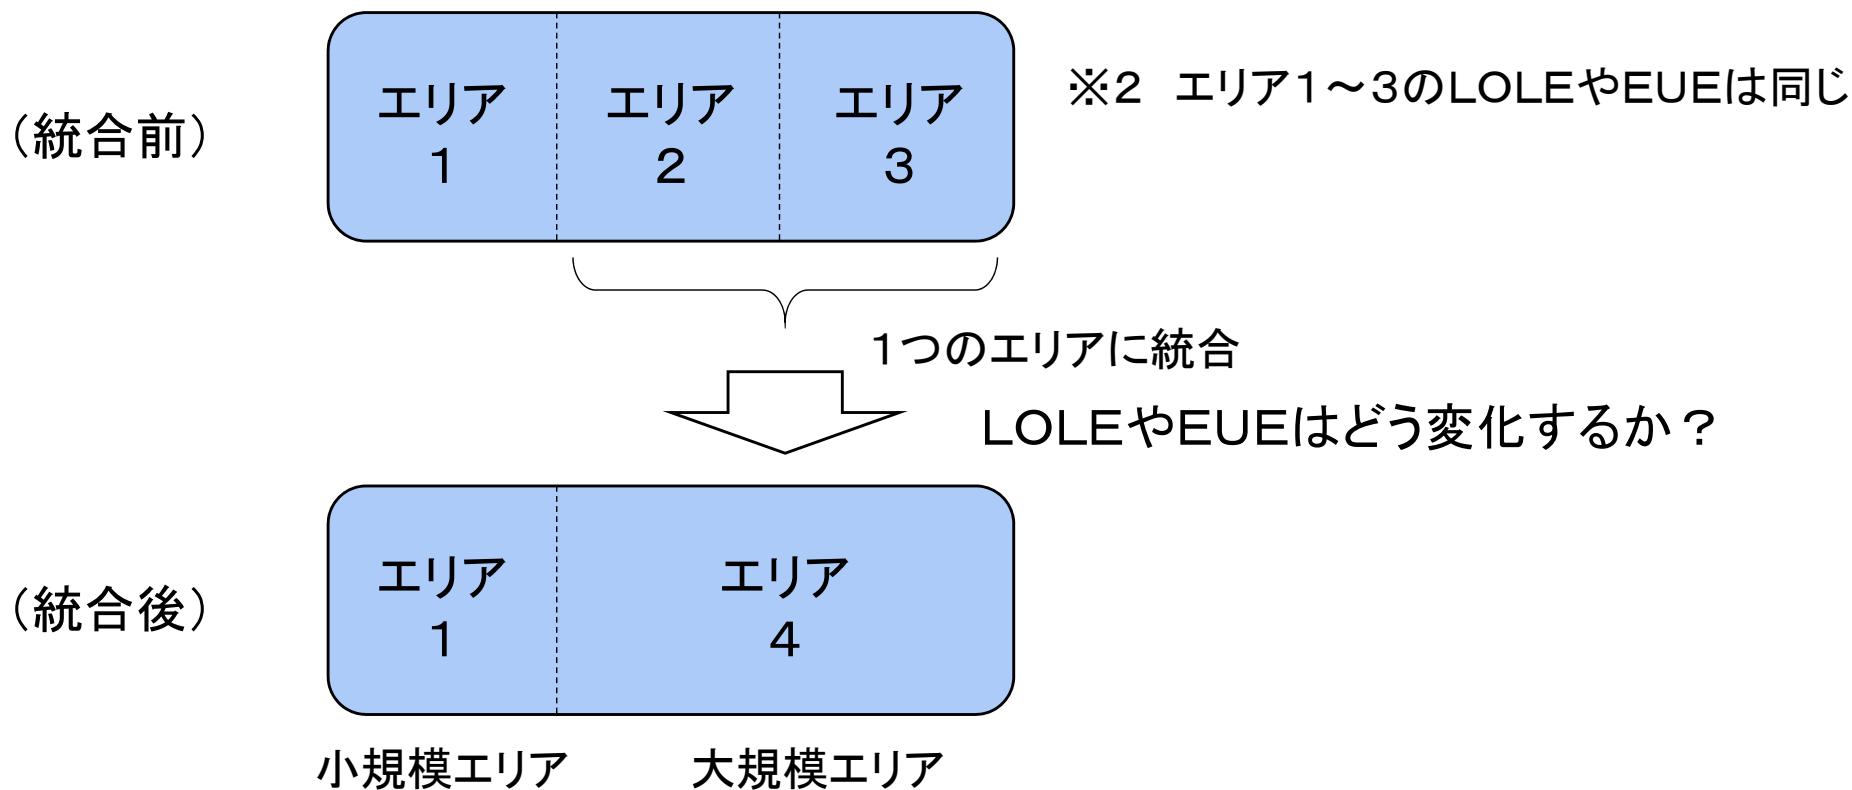 （統合前）
エリア
１
エリア
２
エリア
３
※２　エリア１～３のＬＯＬＥやＥＵＥは同じ
１つのエリアに統合
ＬＯＬＥやＥＵＥはどう変化するか？
（統合後）
エリア
１
エリア
４
小規模エリア
大規模エリア